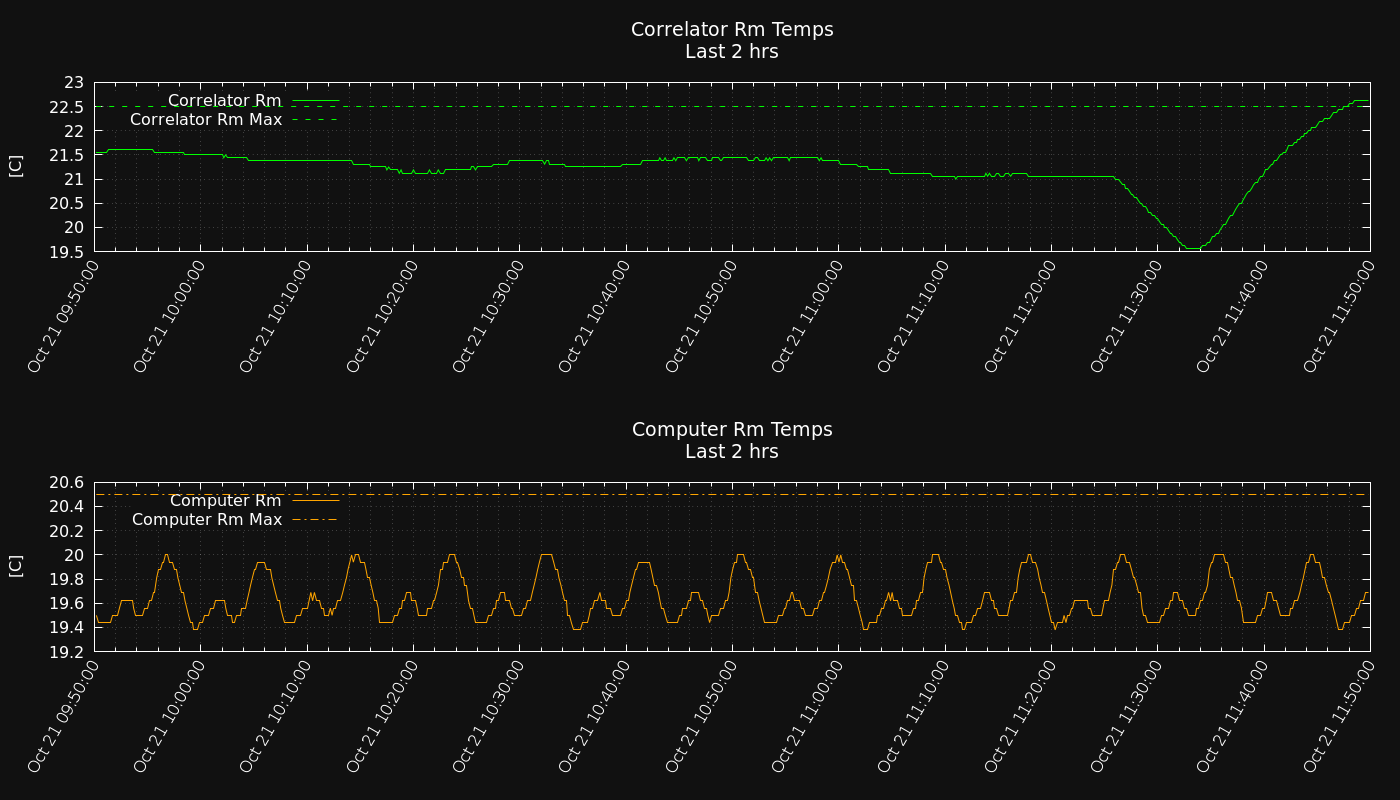 Correlator Rm Temps
Last 2 hrs
23
22.5
22
21.5
21
20.5
20
19.5
[C]
Correlator Rm
Correlator Rm Max
Oct 21 09:50:00
Oct 21 10:00:00
Oct 21 10:10:00
Oct 21 10:20:00
Oct 21 10:30:00
Oct 21 10:40:00
Oct 21 10:50:00
Oct 21 11:00:00
Oct 21 11:10:00
Oct 21 11:20:00
Oct 21 11:30:00
Oct 21 11:40:00
Oct 21 11:50:00
Computer Rm Temps
Last 2 hrs
20.6
20.4
20.2
20
19.8
19.6
19.4
19.2
[C]
Computer Rm
Computer Rm Max
Oct 21 09:50:00
Oct 21 10:00:00
Oct 21 10:10:00
Oct 21 10:20:00
Oct 21 10:30:00
Oct 21 10:40:00
Oct 21 10:50:00
Oct 21 11:00:00
Oct 21 11:10:00
Oct 21 11:20:00
Oct 21 11:30:00
Oct 21 11:40:00
Oct 21 11:50:00